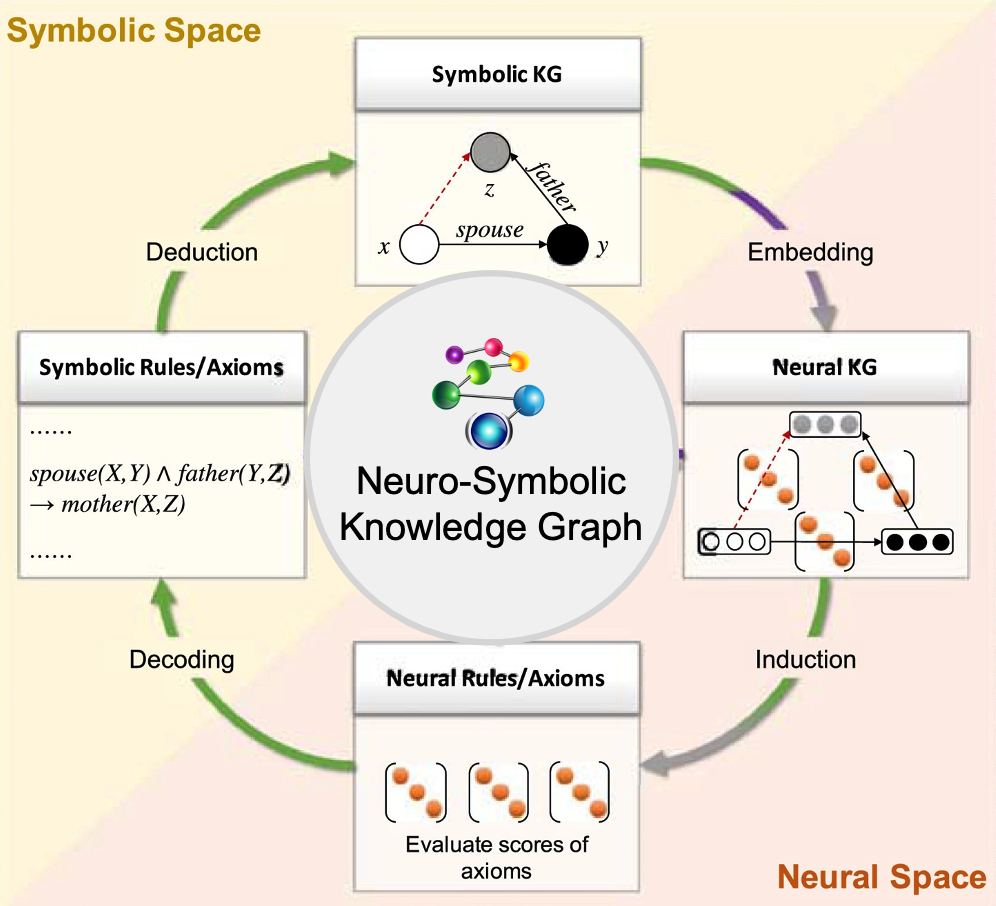 Symbolic Space
Symbolic KG
z
father
x
spouse
y
Deduction
Embedding
Symbolic Rules/Axioms
……
spouse(X,Y) ∧ father(Y,Z)
→ mother(X,Z)
……
Neuro-Symbolic
Knowledge Graph
Neural KG
Decoding
Induction
Neural Rules/Axioms
Evaluate scores of
axioms
Neural Space